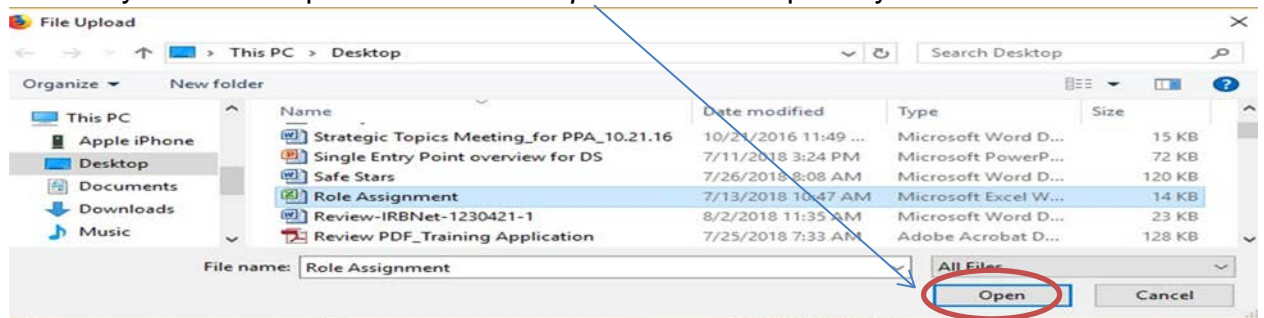 File Upload
This PC > Desktop
Search Desktop
Organize
New folder
This PC
Apple iPhone
Desktop
Documents
Downloads
Music
Name Date modified Type Size
Strategic Topics Meeting_for PPA_10.21.16 10/21/2016 11:49 ... Microsoft Word D... 15 KB
Single Entry Point overview for DS 7/11/2018 3:24 PM Microsoft PowerP... 72 KB
Safe Stars 7/26/2018 8:08 AM Microsoft Word D... 120 KB
Role Assignment 7/13/2018 10:47 AM Microsoft Excel W... 14 KB
Review-IRBNet-1230421-1 8/2/2018 11:35 AM Microsoft Word D... 23 KB
Review PDF_Training Application 7/25/2018 7:33 AM Adobe Acrobat D... 128 KB
File name: Role Assignment
All Files
Open
Cancel